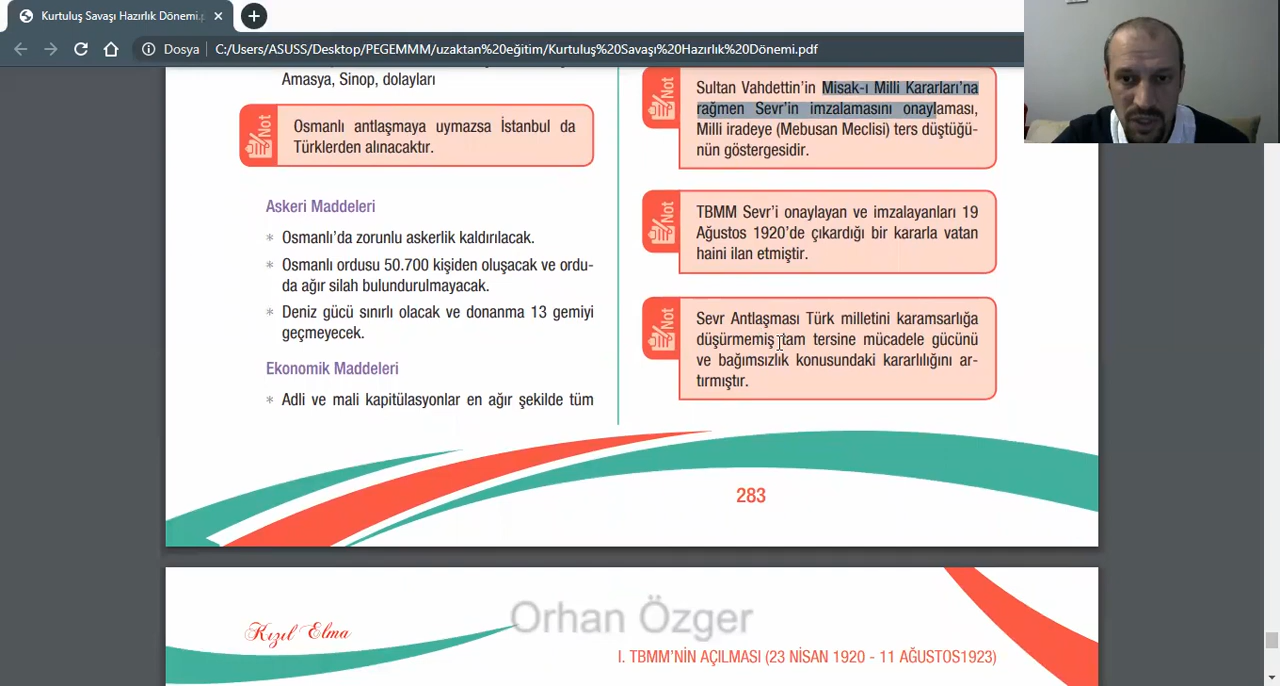 Kurtuluş Savaşı Hazırlık Dönemi.p
Dosya
C:/Users/ASUSS/Desktop/PEGEMMM/uzaktan%20eğitim/Kurtuluş%20Savaşı%20Hazırlık%20Dönemi.pdf
Amasya, Sinop, dolayları
Not
Osmanlı antlaşmaya uymazsa İstanbul da
Türklerden alınacaktır.
Askeri Maddeleri
* Osmanlı'da zorunlu askerlik kaldırılacak.
* Osmanlı ordusu 50.700 kişiden oluşacak ve ordu-
da ağır silah bulundurulmayacak.
* Deniz gücü sınırlı olacak ve donanma 13 gemiyi
geçmeyecek.
Ekonomik Maddeleri
* Adli ve mali kapitülasyonlar en ağır şekilde tüm
Not
Sultan Vahdettin'in Misak-ı Milli Kararları'na
rağmen Sevr'in imzalamasını onaylaması,
Milli iradeye (Mebusan Meclisi) ters düştüğü-
nün göstergesidir.
Not
TBMM Sevr'i onaylayan ve imzalayanları 19
Ağustos 1920'de çıkardığı bir kararla vatan
haini ilan etmiştir.
Not
Sevr Antlaşması Türk milletini karamsarlığa
düşürmemiş tam tersine mücadele gücünü
ve bağımsızlık konusundaki kararlılığını ar-
tırmıştır.
283
Orhan Özger
Kızıl Elma
I. TBMM'NİN AÇILMASI (23 NİSAN 1920 - 11 AĞUSTOS1923)